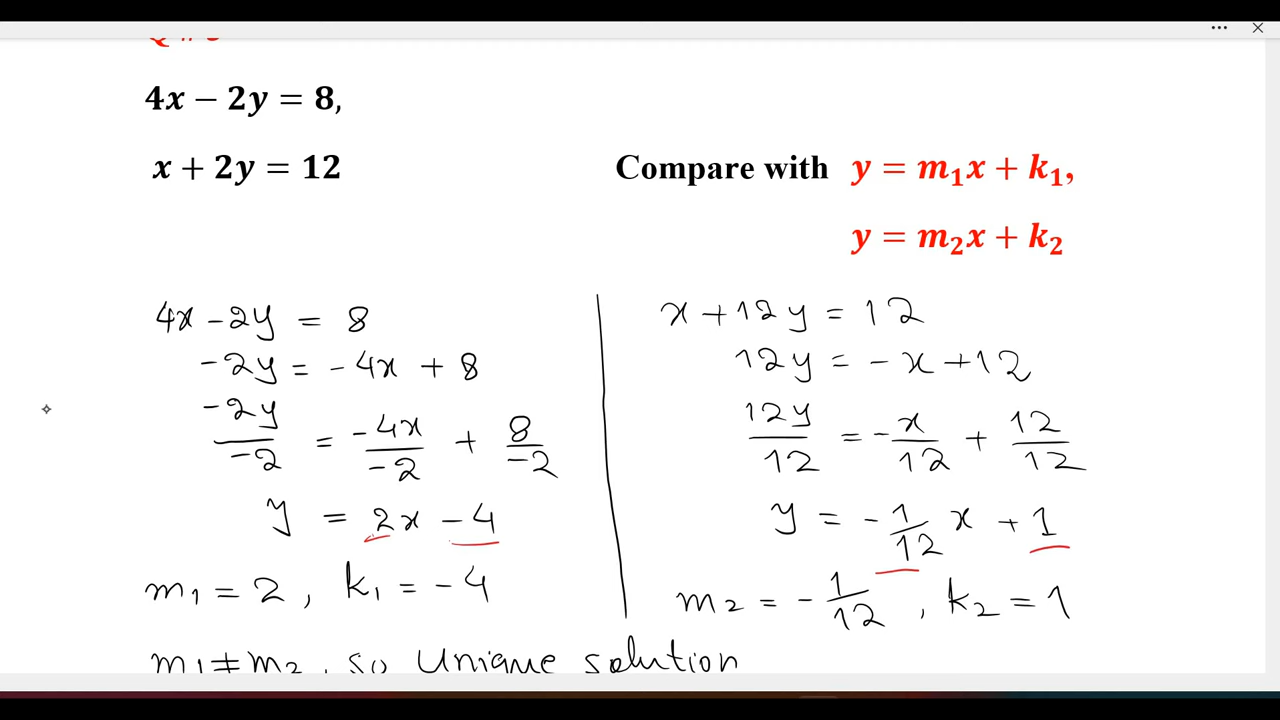 4x − 2y = 8,
x + 2y = 12
Compare with y = m₁x + k₁,
y = m₂x + k₂
4x - 2y = 8
-2y = -4x + 8
-2y/-2 = -4x/-2 + 8/-2
y = 2x - 4
m₁ = 2, k₁ = -4
x + 12y = 12
12y = -x + 12
12y/12 = -x/12 + 12/12
y = -1/12 x + 1
m₂ = -1/12, k₂ = 1
m₁ ≠ m₂, so Unique solution